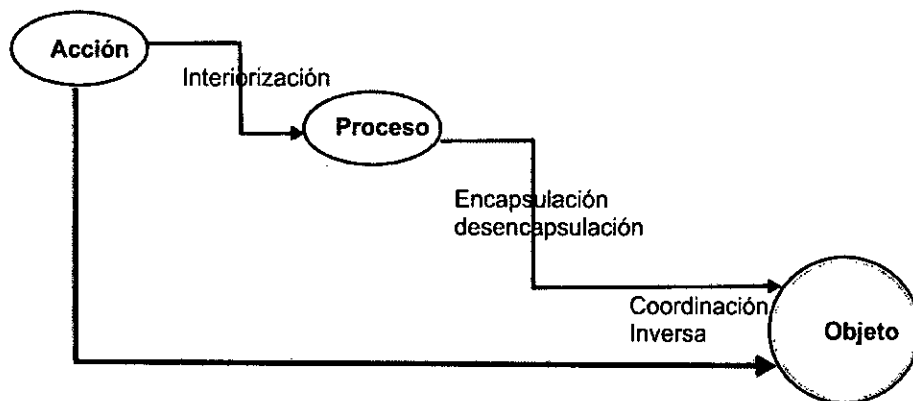 Acción
Interiorización
Proceso
Encapsulación
desencapsulación
Coordinación
Inversa
Objeto